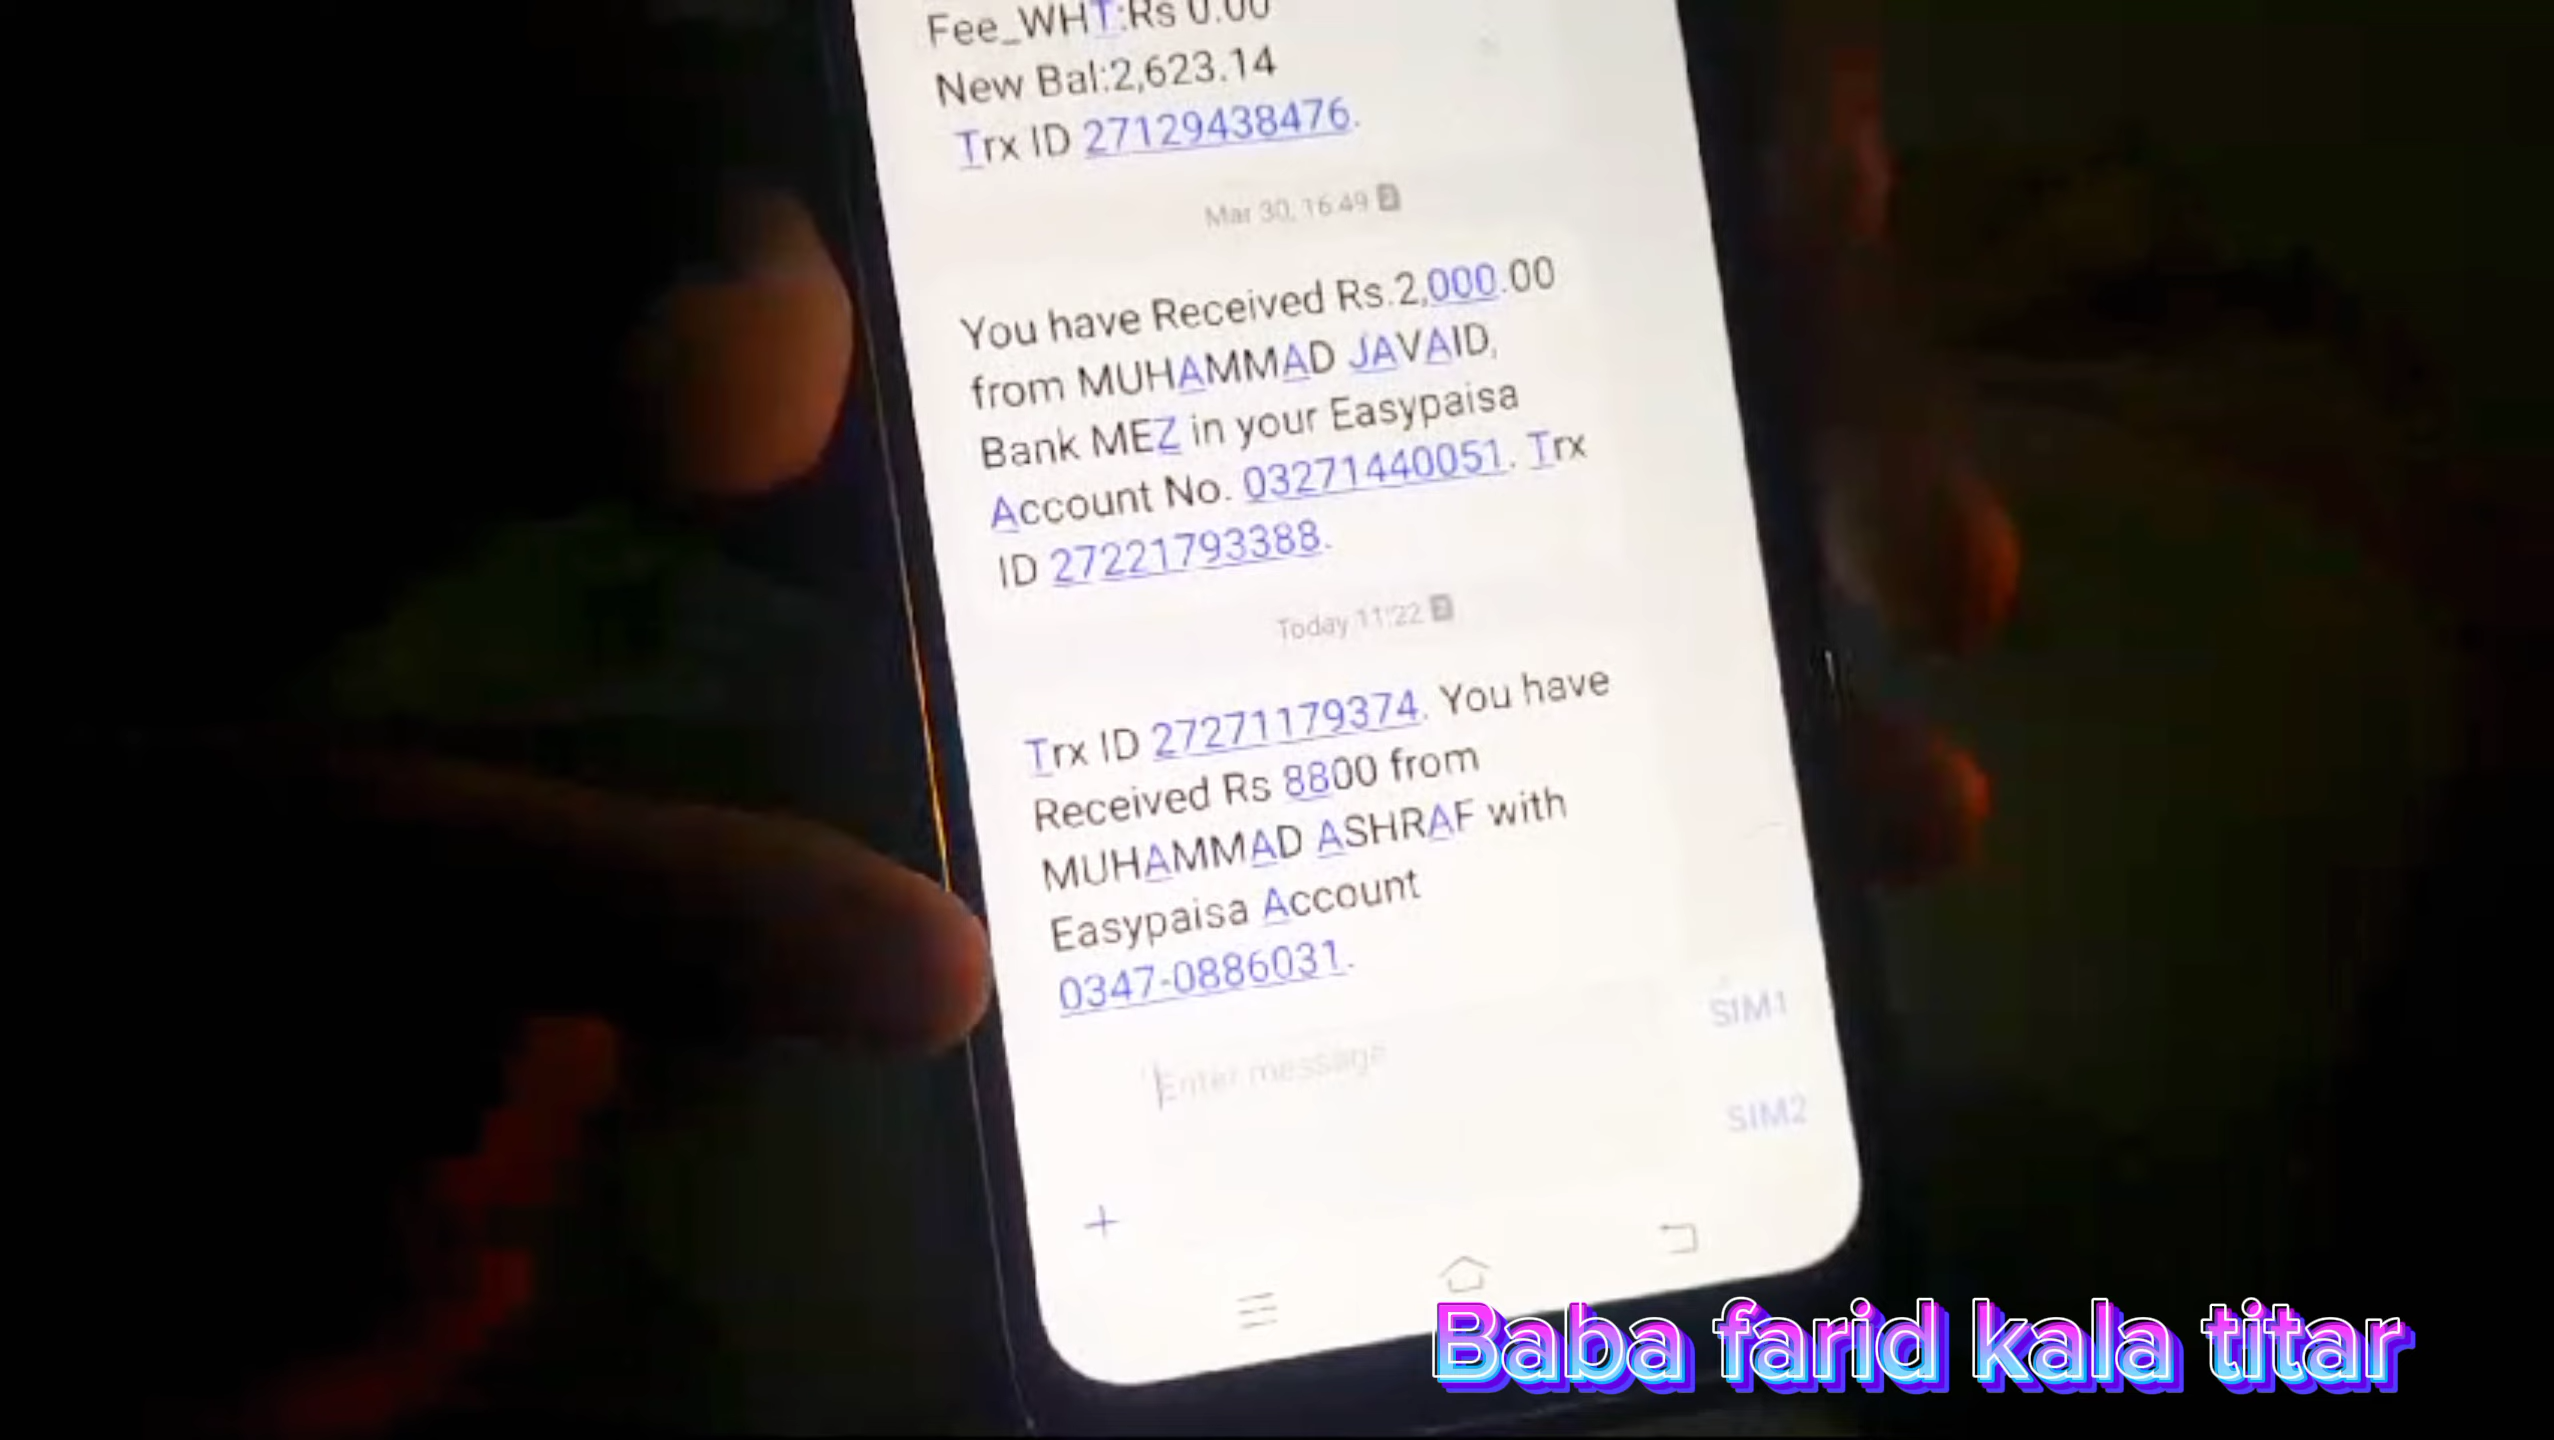 Fee_WHT:Rs 0.00
New Bal:2,623.14
Trx ID 27129438476.
Mar 30, 16:49 2
You have Received Rs.2,000.00
from MUHAMMAD JAVAID,
Bank MEZ in your Easypaisa
Account No. 03271440051. Trx
ID 27221793388.
Today 11:22 2
Trx ID 27271179374. You have
Received Rs 8800 from
MUHAMMAD ASHRAF with
Easypaisa Account
0347-0886031.
Enter message
SIM1
SIM2
Baba farid kala titar